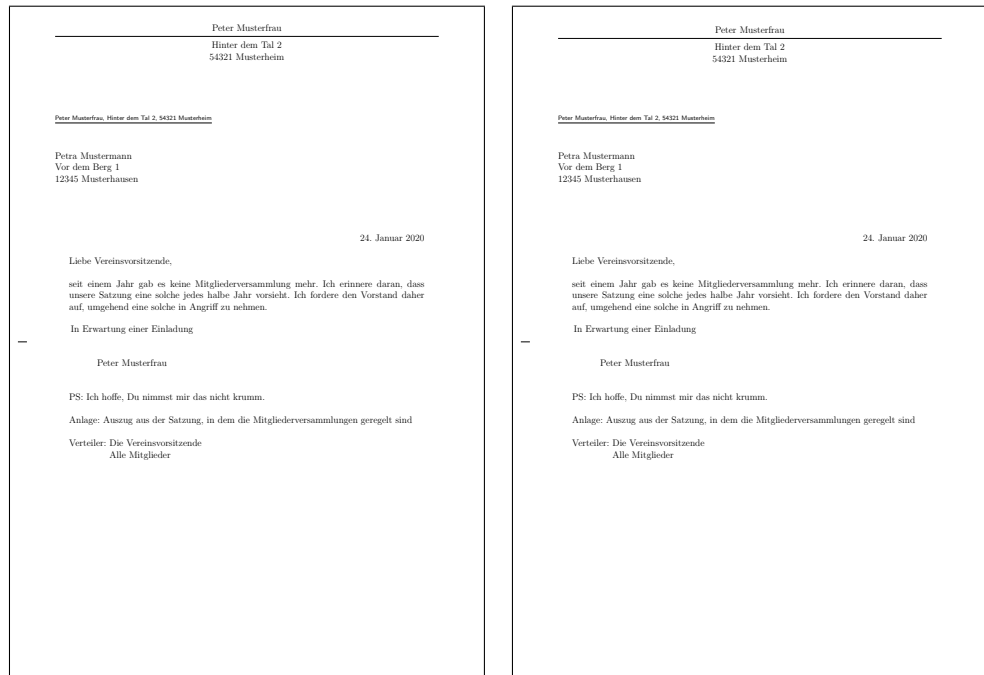 Peter Musterfrau
Hinter dem Tal 2
54321 Musterheim
Peter Musterfrau, Hinter dem Tal 2, 54321 Musterheim
Petra Mustermann
Vor dem Berg 1
12345 Musterhausen
24. Januar 2020
Liebe Vereinsvorsitzende,
seit einem Jahr gab es keine Mitgliederversammlung mehr. Ich erinnere daran, dass
unsere Satzung eine solche jedes halbe Jahr vorsieht. Ich fordere den Vorstand daher
auf, umgehend eine solche in Angriff zu nehmen.
In Erwartung einer Einladung
Peter Musterfrau
PS: Ich hoffe, Du nimmst mir das nicht krumm.
Anlage: Auszug aus der Satzung, in dem die Mitgliederversammlungen geregelt sind
Verteiler: Die Vereinsvorsitzende
Alle Mitglieder
Peter Musterfrau
Hinter dem Tal 2
54321 Musterheim
Peter Musterfrau, Hinter dem Tal 2, 54321 Musterheim
Petra Mustermann
Vor dem Berg 1
12345 Musterhausen
24. Januar 2020
Liebe Vereinsvorsitzende,
seit einem Jahr gab es keine Mitgliederversammlung mehr. Ich erinnere daran, dass
unsere Satzung eine solche jedes halbe Jahr vorsieht. Ich fordere den Vorstand daher
auf, umgehend eine solche in Angriff zu nehmen.
In Erwartung einer Einladung
Peter Musterfrau
PS: Ich hoffe, Du nimmst mir das nicht krumm.
Anlage: Auszug aus der Satzung, in dem die Mitgliederversammlungen geregelt sind
Verteiler: Die Vereinsvorsitzende
Alle Mitglieder